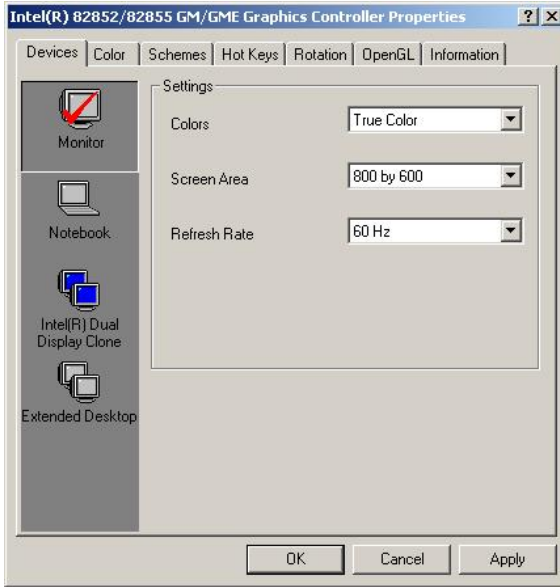 Intel(R) 82852/82855 GM/GME Graphics Controller Properties
Devices Color Schemes Hot Keys Rotation OpenGL Information
Monitor
Notebook
Intel(R) Dual
Display Clone
Extended Desktop
Settings
Colors True Color
Screen Area 800 by 600
Refresh Rate 60 Hz
OK Cancel Apply